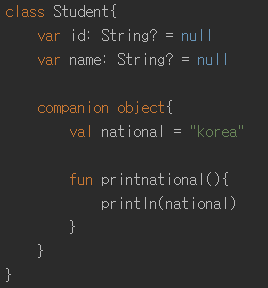 class Student{
    var id: String? = null
    var name: String? = null

    companion object{
        val national = "korea"

        fun printnational(){
            println(national)
        }
    }
}